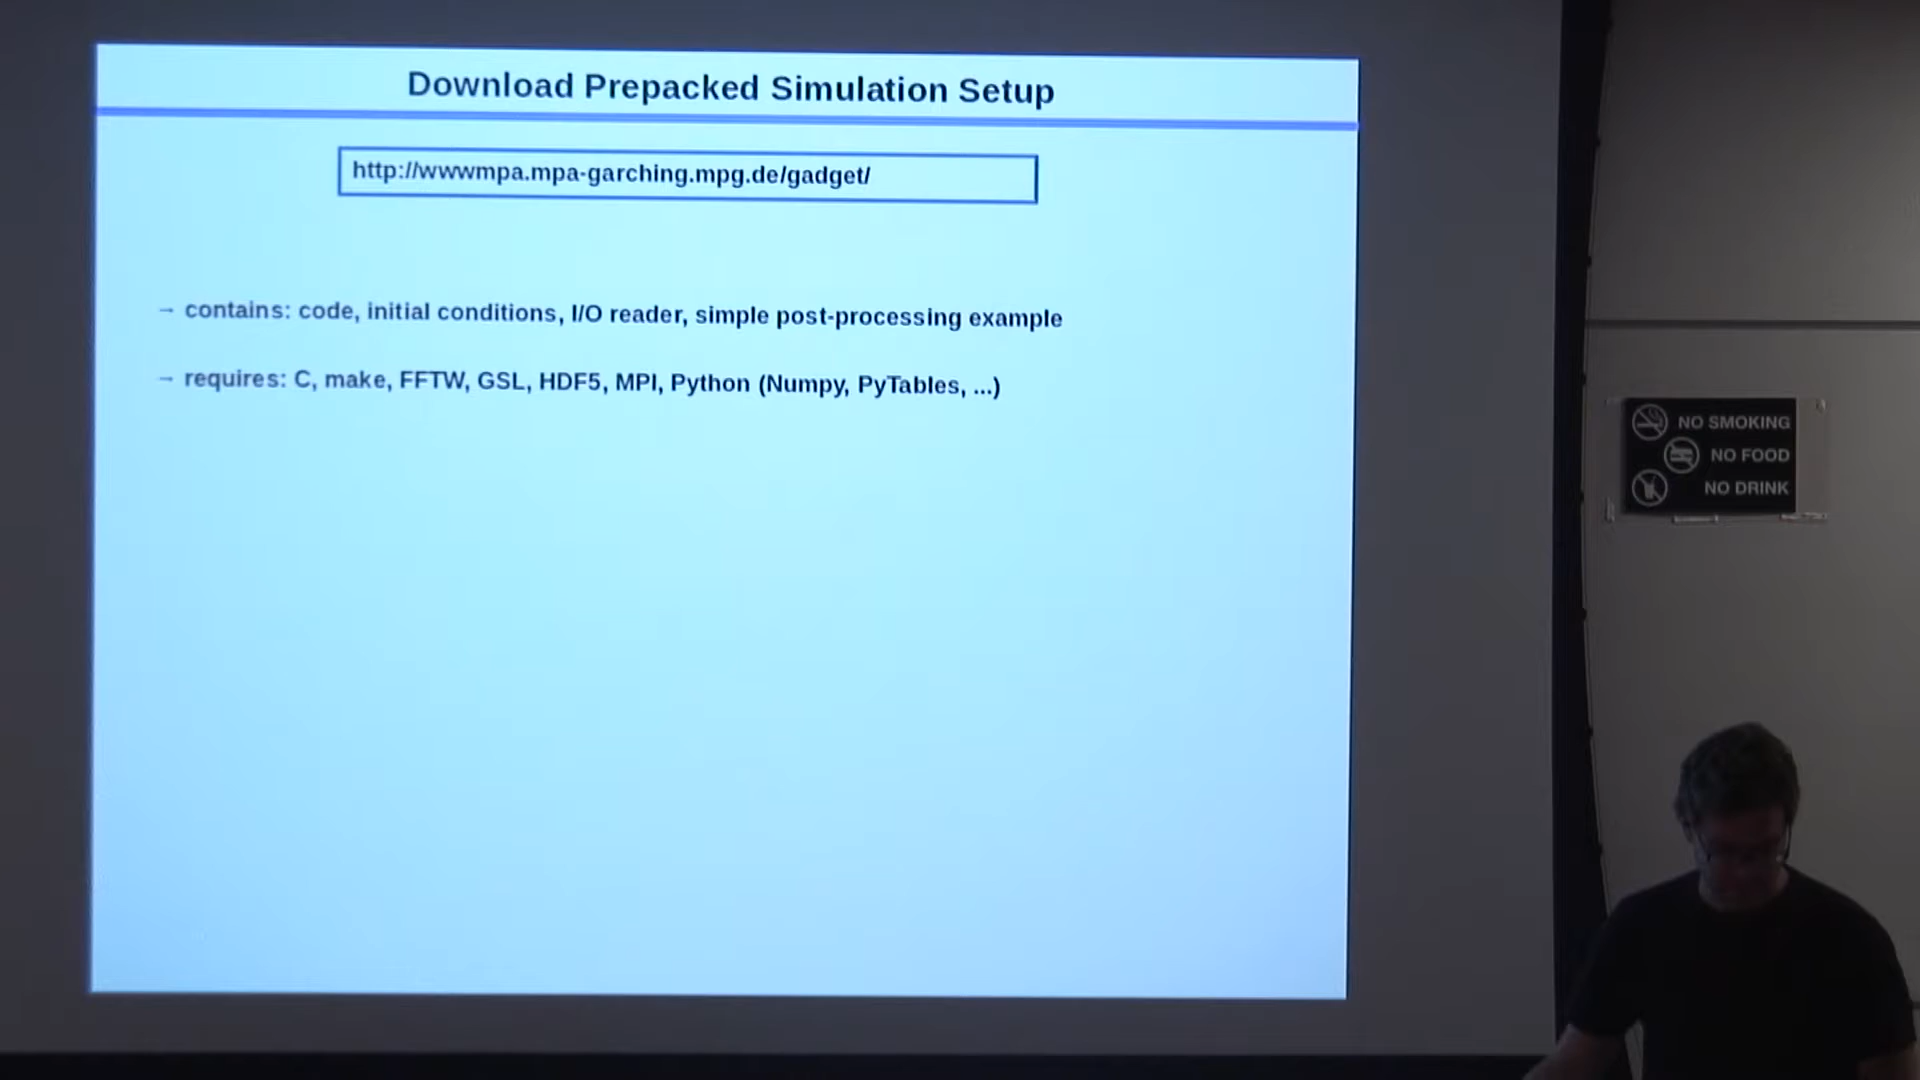 Download Prepacked Simulation Setup
http://wwwmpa.mpa-garching.mpg.de/gadget/
→ contains: code, initial conditions, I/O reader, simple post-processing example
→ requires: C, make, FFTW, GSL, HDF5, MPI, Python (Numpy, PyTables, ...)
NO SMOKING
NO FOOD
NO DRINK